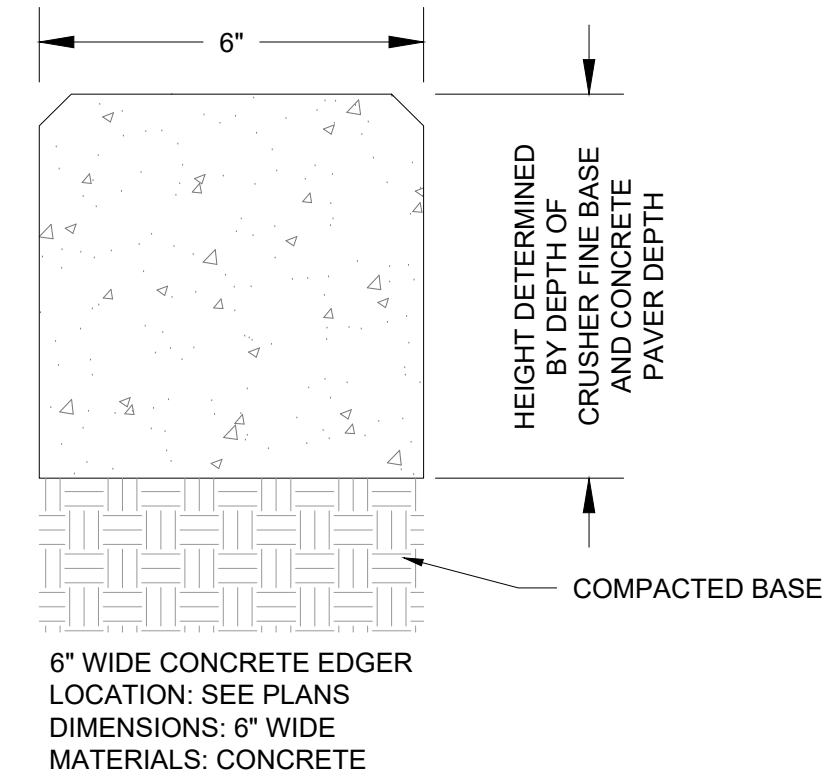 6"
HEIGHT DETERMINED
BY DEPTH OF
CRUSHER FINE BASE
AND CONCRETE
PAVER DEPTH
COMPACTED BASE
6" WIDE CONCRETE EDGER
LOCATION: SEE PLANS
DIMENSIONS: 6" WIDE
MATERIALS: CONCRETE